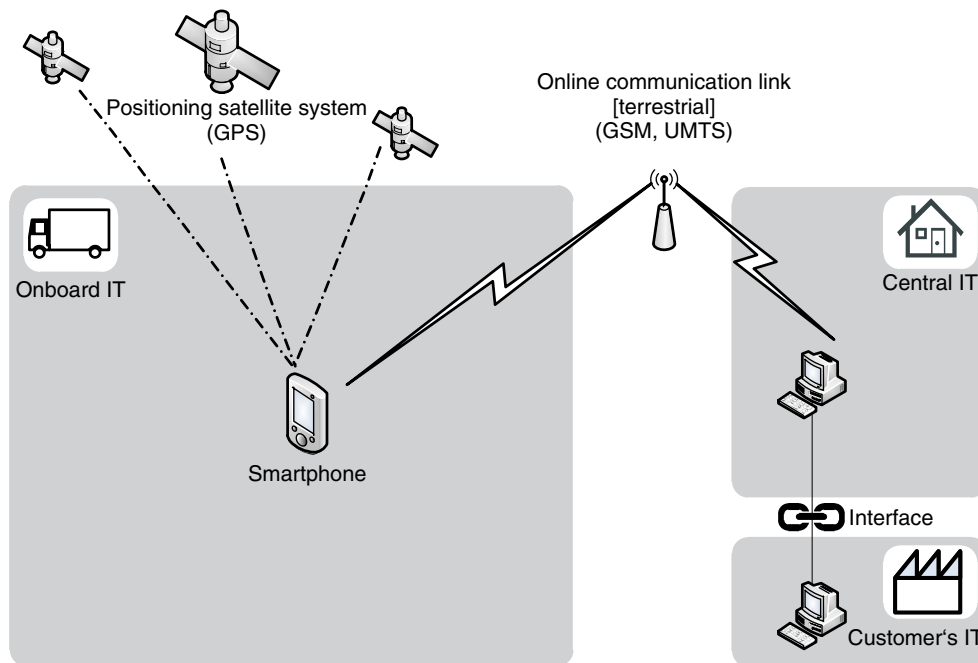 Positioning satellite system
(GPS)
Online communication link
[terrestrial]
(GSM, UMTS)
Onboard IT
Central IT
Smartphone
Interface
Customer‘s IT